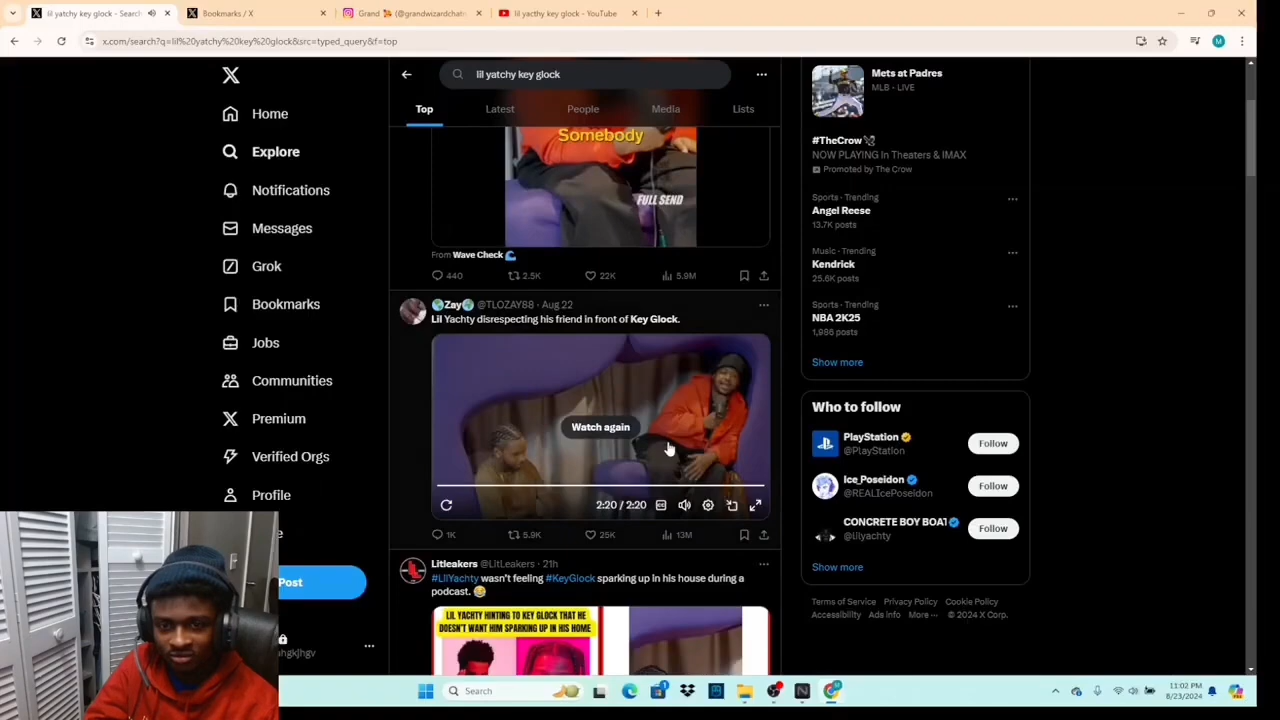 lil yatchy key glock - Searc
Bookmarks / X
Grand
(@grandwizardchatn
lil yacthy key glock - YouTube
x.com/search?q=lil%20yatchy%20key%20glock&src=typed_query&f=top
M
lil yatchy key glock
Top
Latest
People
Media
Lists
Home
Explore
Notifications
Messages
Grok
Bookmarks
Jobs
Communities
Premium
Verified Orgs
Profile
Post
hgkjhgv
Somebody
FULL SEND
From Wave Check
440
2.5K
22K
5.9M
Zay @TLOZAY88 · Aug 22
Lil Yachty disrespecting his friend in front of Key Glock.
Watch again
2:20 / 2:20
1K
5.9K
25K
13M
Litleakers @LitLeakers · 21h
#LilYachty wasn't feeling #KeyGlock sparking up in his house during a
podcast.
LIL YACHTY HINTING TO KEY GLOCK THAT HE
DOESN'T WANT HIM SPARKING UP IN HIS HOME
Mets at Padres
MLB · LIVE
#TheCrow
NOW PLAYING In Theaters & IMAX
Promoted by The Crow
Sports · Trending
Angel Reese
13.7K posts
Music · Trending
Kendrick
25.6K posts
Sports · Trending
NBA 2K25
1,986 posts
Show more
Who to follow
PlayStation
@PlayStation
Follow
Ice_Poseidon
@REALIcePoseidon
Follow
CONCRETE BOY BOAT
@lilyachty
Follow
Show more
Terms of Service Privacy Policy Cookie Policy
Accessibility Ads info More ··· © 2024 X Corp.
Search
11:02 PM
8/23/2024